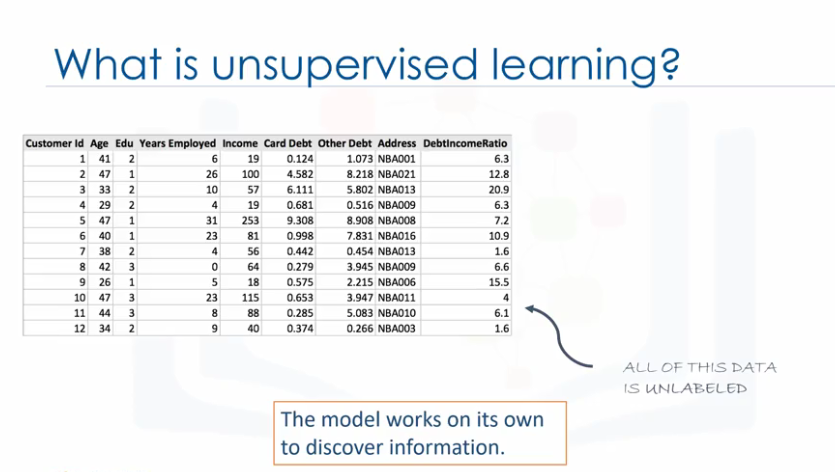 What is unsupervised learning?
Customer Id Age Edu Years Employed Income Card Debt Other Debt Address DebtIncomeRatio
1 41 2 6 19 0.124 1.073 NBA001 6.3
2 47 1 26 100 4.582 8.218 NBA021 12.8
3 33 2 10 57 6.111 5.802 NBA013 20.9
4 29 2 4 19 0.681 0.516 NBA009 6.3
5 47 1 31 253 9.308 8.908 NBA008 7.2
6 40 1 23 81 0.998 7.831 NBA016 10.9
7 38 2 4 56 0.442 0.454 NBA013 1.6
8 42 3 0 64 0.279 3.945 NBA009 6.6
9 26 1 5 18 0.575 2.215 NBA006 15.5
10 47 3 23 115 0.653 3.947 NBA011 4
11 44 3 8 88 0.285 5.083 NBA010 6.1
12 34 2 9 40 0.374 0.266 NBA003 1.6
ALL OF THIS DATA
IS UNLABELED
The model works on its own
to discover information.